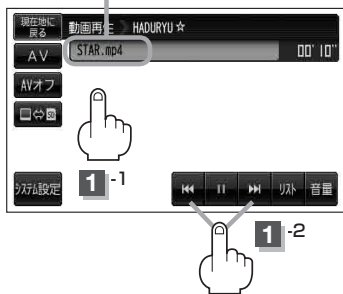 現在地に
戻る
動画再生 HADURYU☆
AV
STAR.mp4
00'10"
AVオフ
SD
システム設定
リスト
音量
1 -1
1 -2